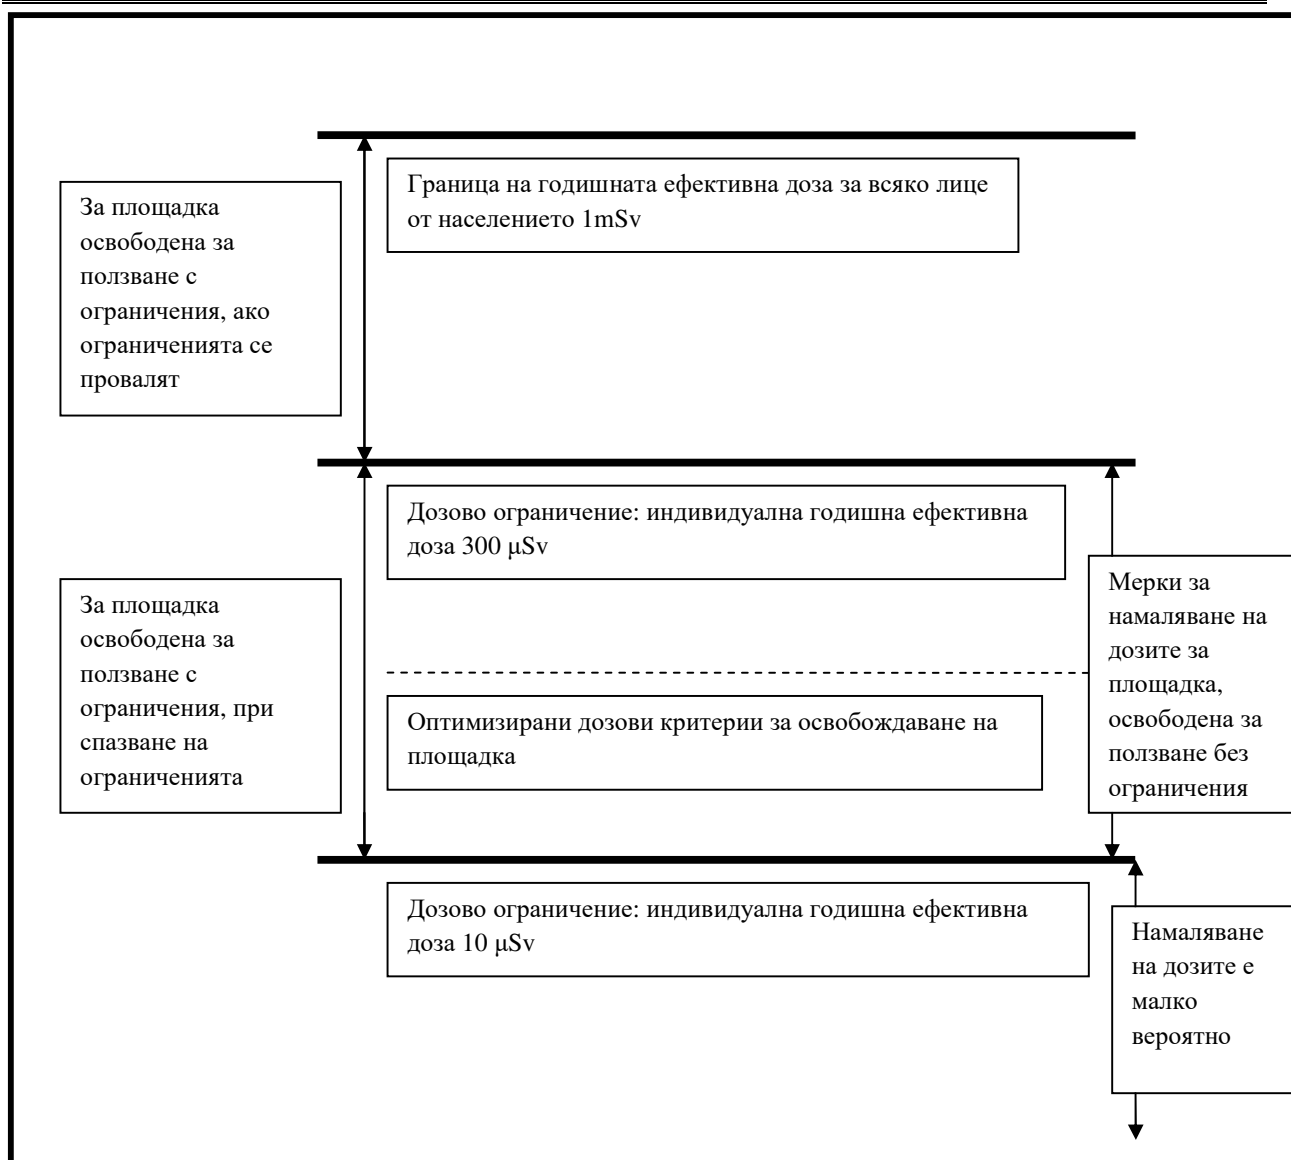 Граница на годишната ефективна доза за всяко лице
от населението 1mSv
За площадка
освободена за
ползване с
ограничения, ако
ограниченията се
провалят
Дозово ограничение: индивидуална годишна ефективна
доза 300 μSv
Мерки за
намаляване на
дозите за
площадка,
освободена за
ползване без
ограничения
За площадка
освободена за
ползване с
ограничения, при
спазване на
ограниченията
Оптимизирани дозови критерии за освобождаване на
площадка
Дозово ограничение: индивидуална годишна ефективна
доза 10 μSv
Намаляване
на дозите е
малко
вероятно